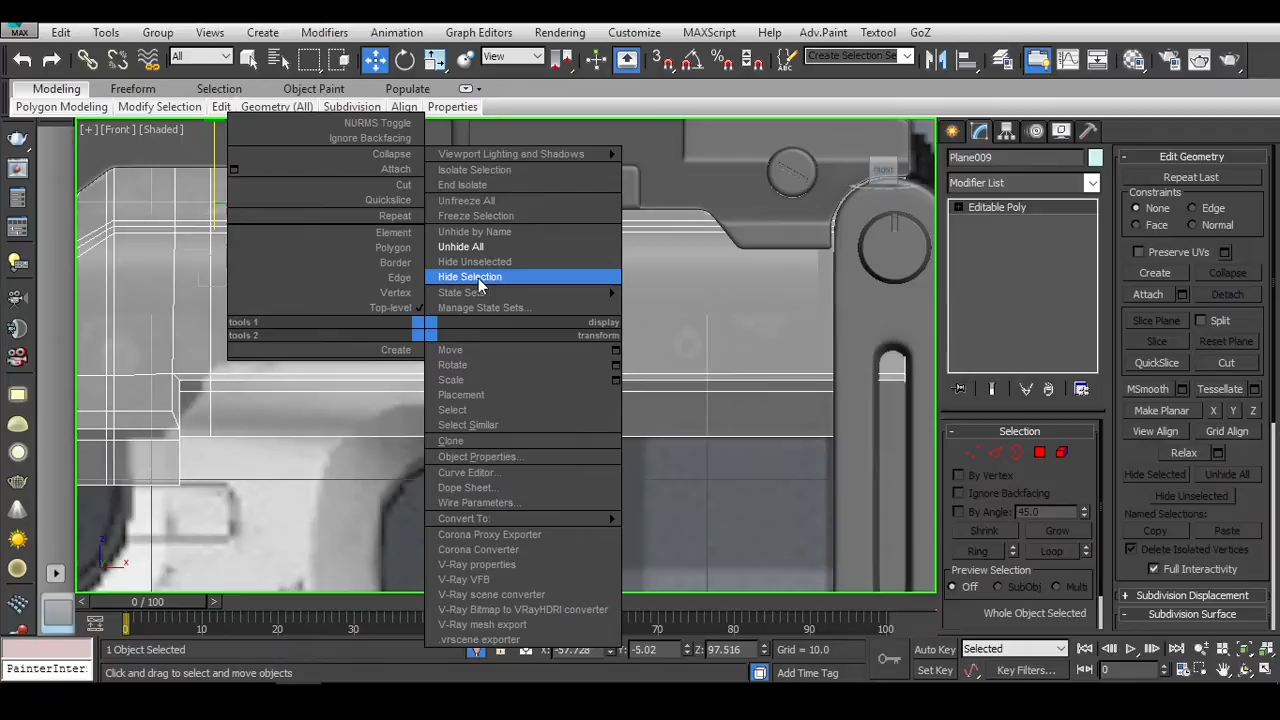 MAX
Edit Tools Group Views Create Modifiers Animation Graph Editors Rendering Customize MAXScript Help Adv.Paint Textool GoZ
All View Create Selection Se
Modeling Freeform Selection Object Paint Populate
Polygon Modeling Modify Selection Edit Geometry (All) Subdivision Align Properties
[+] [Front] [Shaded]
NURMS Toggle
Ignore Backfacing
Collapse
Attach
Cut
Quickslice
Repeat
Element
Polygon
Border
Edge
Vertex
Top-level
tools 1
tools 2
Create
Viewport Lighting and Shadows
Isolate Selection
End Isolate
Unfreeze All
Freeze Selection
Unhide by Name
Unhide All
Hide Unselected
Hide Selection
State Se
Manage State Sets...
display
transform
Move
Rotate
Scale
Placement
Select
Select Similar
Clone
Object Properties...
Curve Editor...
Dope Sheet...
Wire Parameters...
Convert To:
Corona Proxy Exporter
Corona Converter
V-Ray properties
V-Ray VFB
V-Ray scene converter
V-Ray Bitmap to VRayHDRI converter
V-Ray mesh export
.vrscene exporter
FRONT
z
x
Plane009
Modifier List
Editable Poly
Selection
By Vertex
Ignore Backfacing
By Angle: 45.0
Shrink Grow
Ring Loop
Preview Selection
Off SubObj Multi
Whole Object Selected
Edit Geometry
Repeat Last
Constraints
None Edge
Face Normal
Preserve UVs
Create Collapse
Attach Detach
Slice Plane Split
Slice Reset Plane
QuickSlice Cut
MSmooth Tessellate
Make Planar X Y Z
View Align Grid Align
Relax
Hide Selected Unhide All
Hide Unselected
Named Selections:
Copy Paste
Delete Isolated Vertices
Full Interactivity
Subdivision Displacement
Subdivision Surface
< 0 / 100 >
0 10 20 30 70 80 90 100
1 Object Selected X: -57.728 Y: -5.02 Z: 97.516 Grid = 10.0 Auto Key Selected
PainterInter Click and drag to select and move objects Add Time Tag Set Key Key Filters... 0